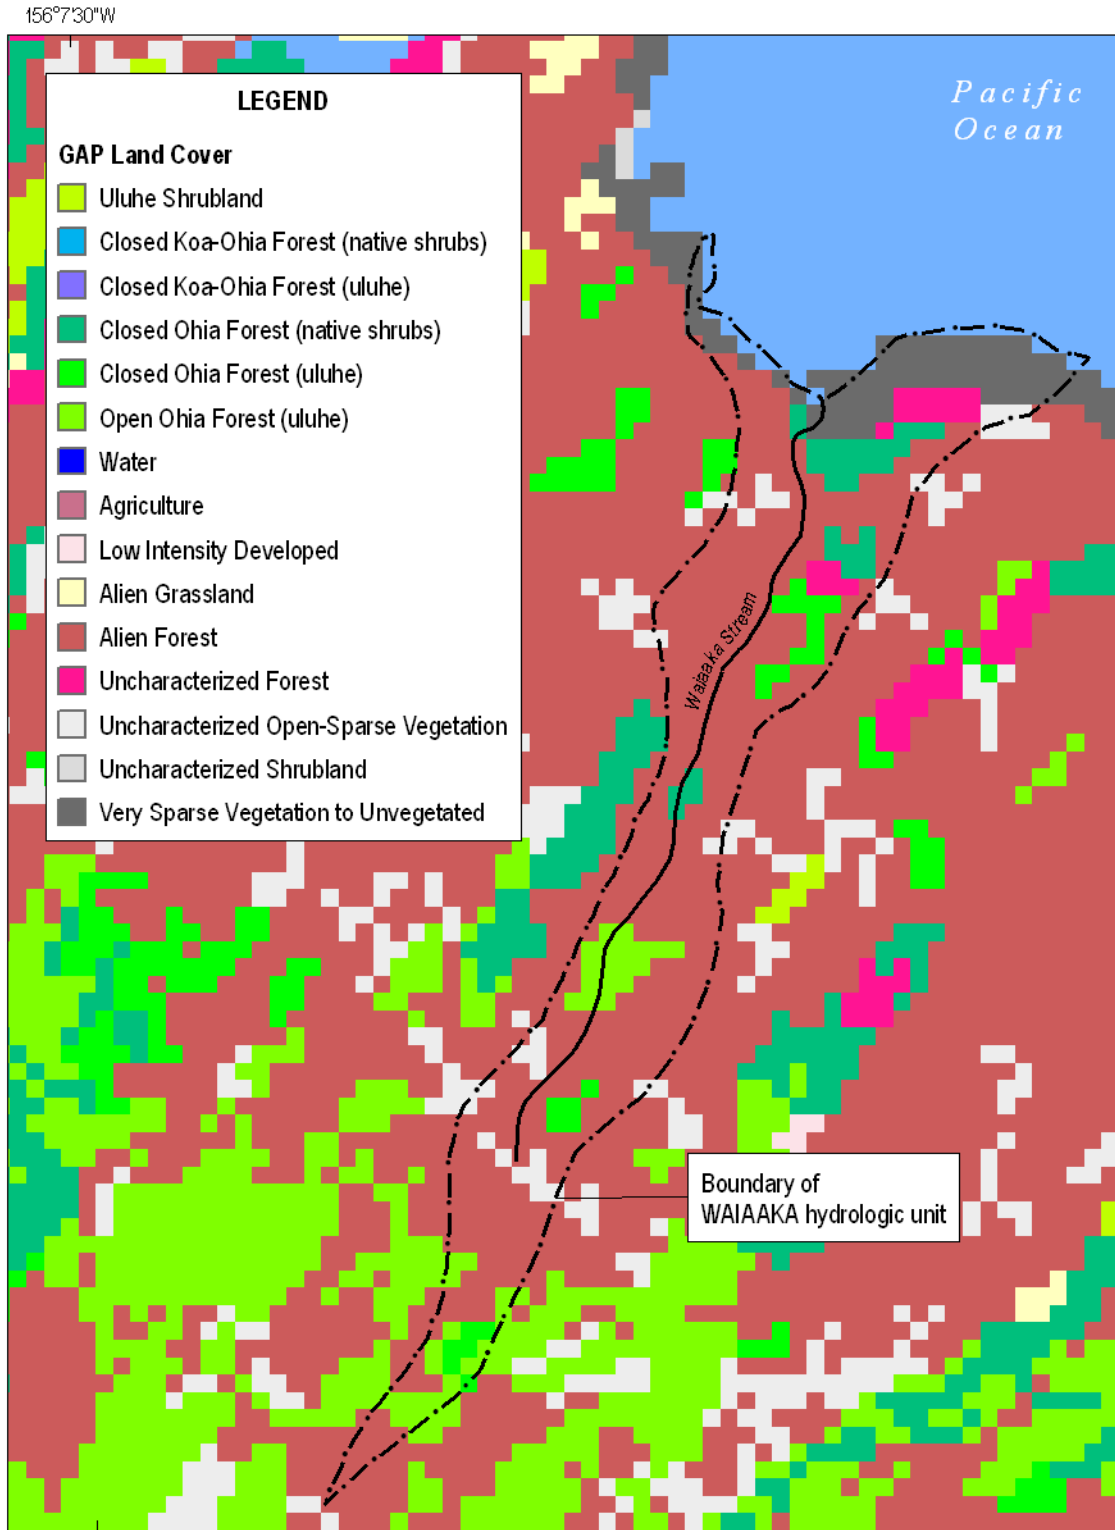 156°7'30"W
Pacific
Ocean
LEGEND
GAP Land Cover
Uluhe Shrubland
Closed Koa-Ohia Forest (native shrubs)
Closed Koa-Ohia Forest (uluhe)
Closed Ohia Forest (native shrubs)
Closed Ohia Forest (uluhe)
Open Ohia Forest (uluhe)
Water
Agriculture
Low Intensity Developed
Alien Grassland
Alien Forest
Uncharacterized Forest
Uncharacterized Open-Sparse Vegetation
Uncharacterized Shrubland
Very Sparse Vegetation to Unvegetated
Waiaaka Stream
Boundary of
WAIAAKA hydrologic unit